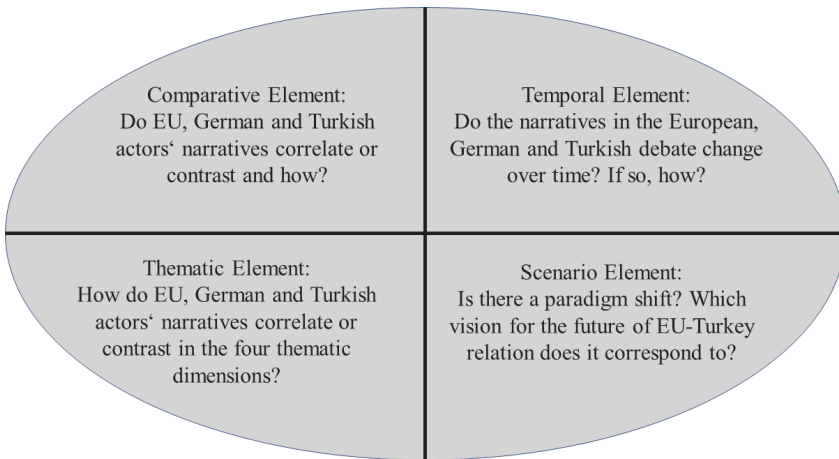 Comparative Element:
Do EU, German and Turkish
actors‘ narratives correlate or
contrast and how?
Temporal Element:
Do the narratives in the European,
German and Turkish debate change
over time? If so, how?
Thematic Element:
How do EU, German and Turkish
actors‘ narratives correlate or
contrast in the four thematic
dimensions?
Scenario Element:
Is there a paradigm shift? Which
vision for the future of EU-Turkey
relation does it correspond to?